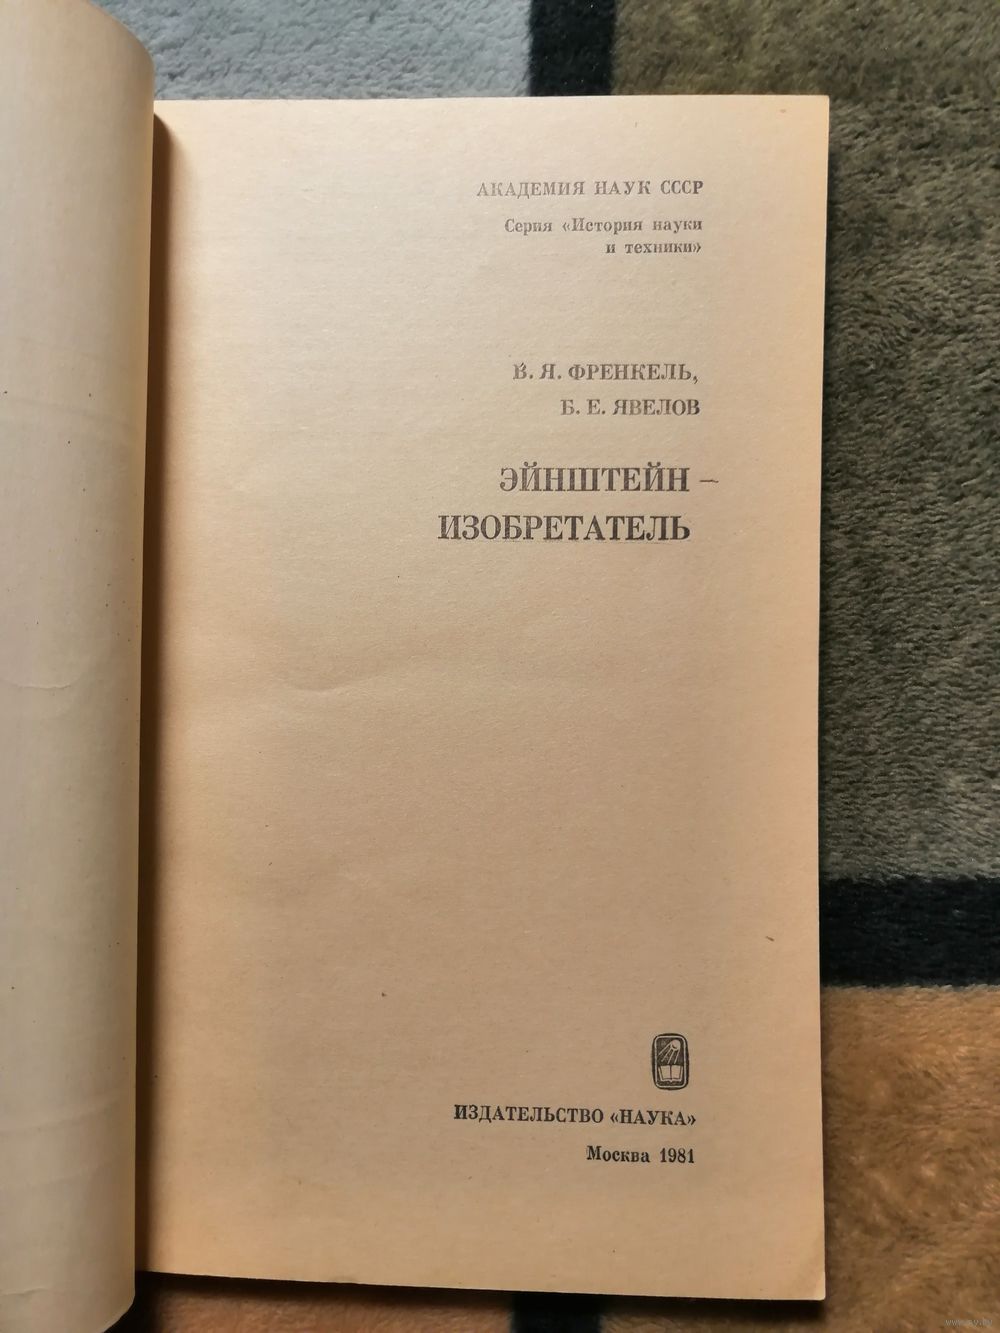 АКАДЕМИЯ НАУК СССР
Серия «История науки
и техники»
В. Я. ФРЕНКЕЛЬ,
Б. Е. ЯВЕЛОВ
ЭЙНШТЕЙН –
ИЗОБРЕТАТЕЛЬ
ИЗДАТЕЛЬСТВО «НАУКА»
Москва 1981